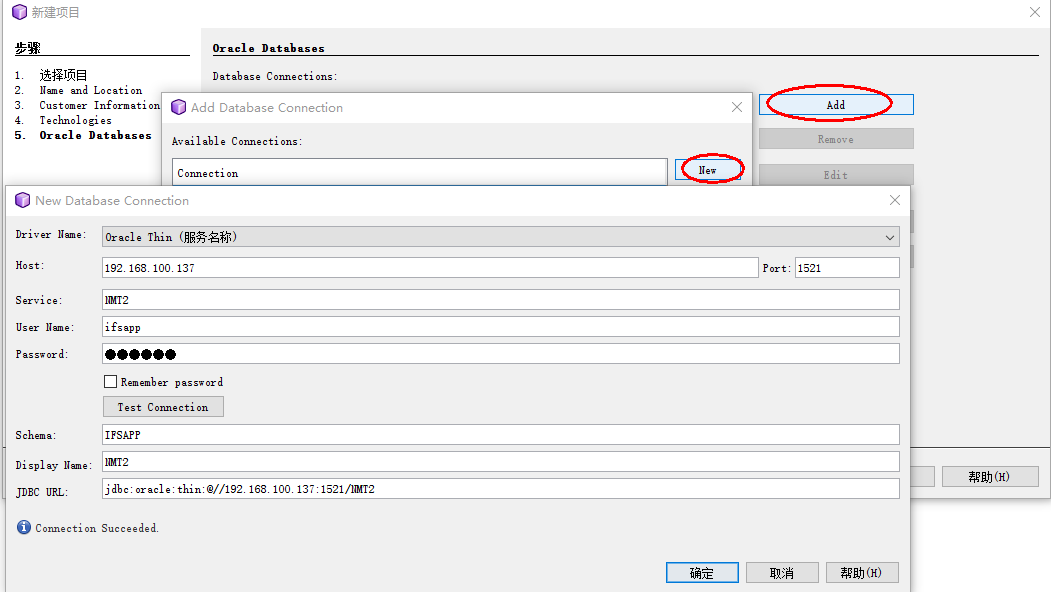 新建项目
步骤
1. 选择项目
2. Name and Location
3. Customer Information
4. Technologies
5. Oracle Databases
Oracle Databases
Database Connections:
Add
Remove
Edit
Add Database Connection
Available Connections:
Connection
New
New Database Connection
Driver Name: Oracle Thin (服务名称)
Host: 192.168.100.137 Port: 1521
Service: NMT2
User Name: ifsapp
Password: ●●●●●●
Remember password
Test Connection
Schema: IFSAPP
Display Name: NMT2
JDBC URL: jdbc:oracle:thin:@//192.168.100.137:1521/NMT2
Connection Succeeded.
确定 取消 帮助(H)
帮助(H)